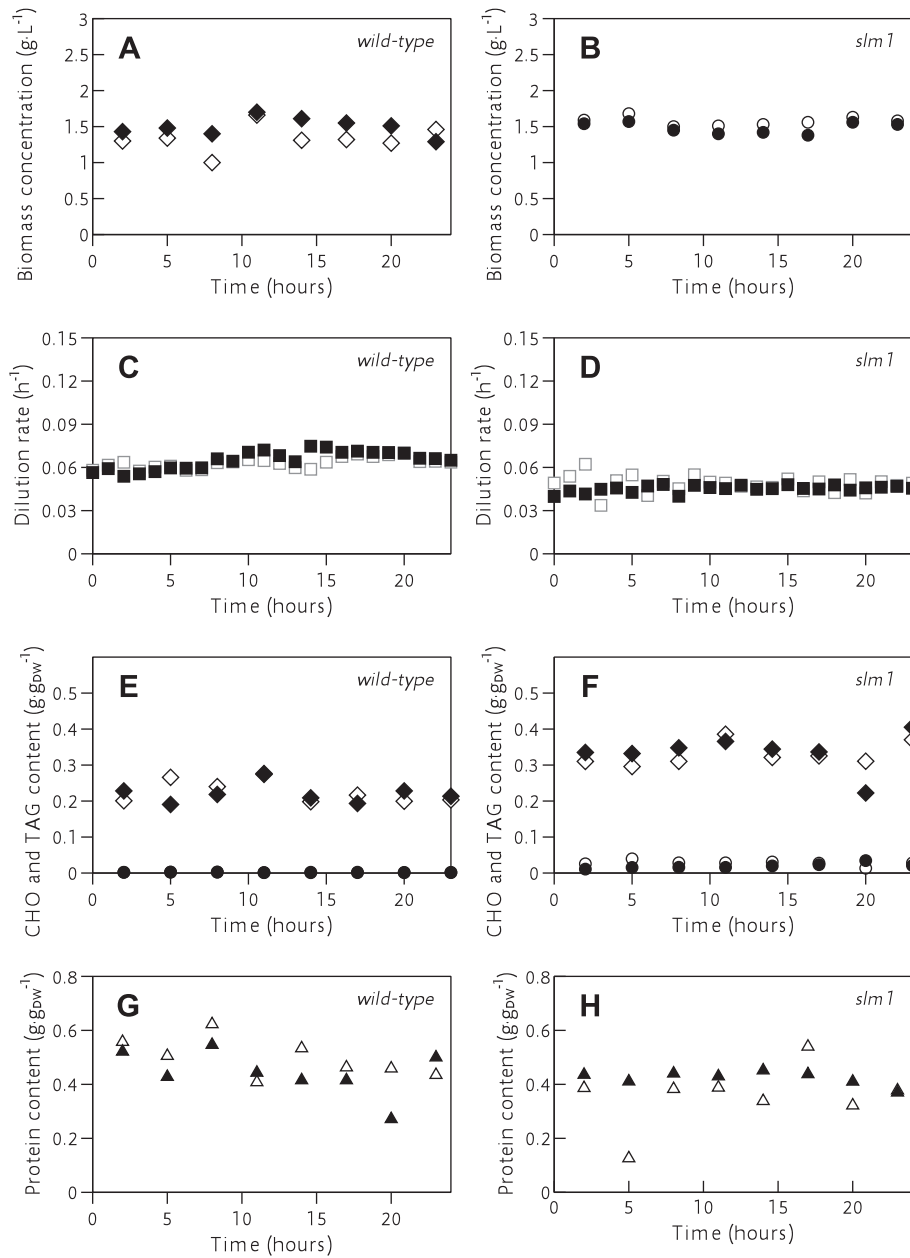 A
wild-type
Biomass concentration (g·L⁻¹)
3
2.5
2
1.5
1
0.5
0
0 5 10 15 20
Time (hours)
B
slm1
Biomass concentration (g·L⁻¹)
3
2.5
2
1.5
1
0.5
0
0 5 10 15 20
Time (hours)
C
wild-type
Dilution rate (h⁻¹)
0.15
0.12
0.09
0.06
0.03
0
0 5 10 15 20
Time (hours)
D
slm1
Dilution rate (h⁻¹)
0.15
0.12
0.09
0.06
0.03
0
0 5 10 15 20
Time (hours)
E
wild-type
CHO and TAG content (g·gDW⁻¹)
0.5
0.4
0.3
0.2
0.1
0
0 5 10 15 20
Time (hours)
F
slm1
CHO and TAG content (g·gDW⁻¹)
0.5
0.4
0.3
0.2
0.1
0
0 5 10 15 20
Time (hours)
G
wild-type
Protein content (g·gDW⁻¹)
0.8
0.6
0.4
0.2
0
0 5 10 15 20
Time (hours)
H
slm1
Protein content (g·gDW⁻¹)
0.8
0.6
0.4
0.2
0
0 5 10 15 20
Time (hours)